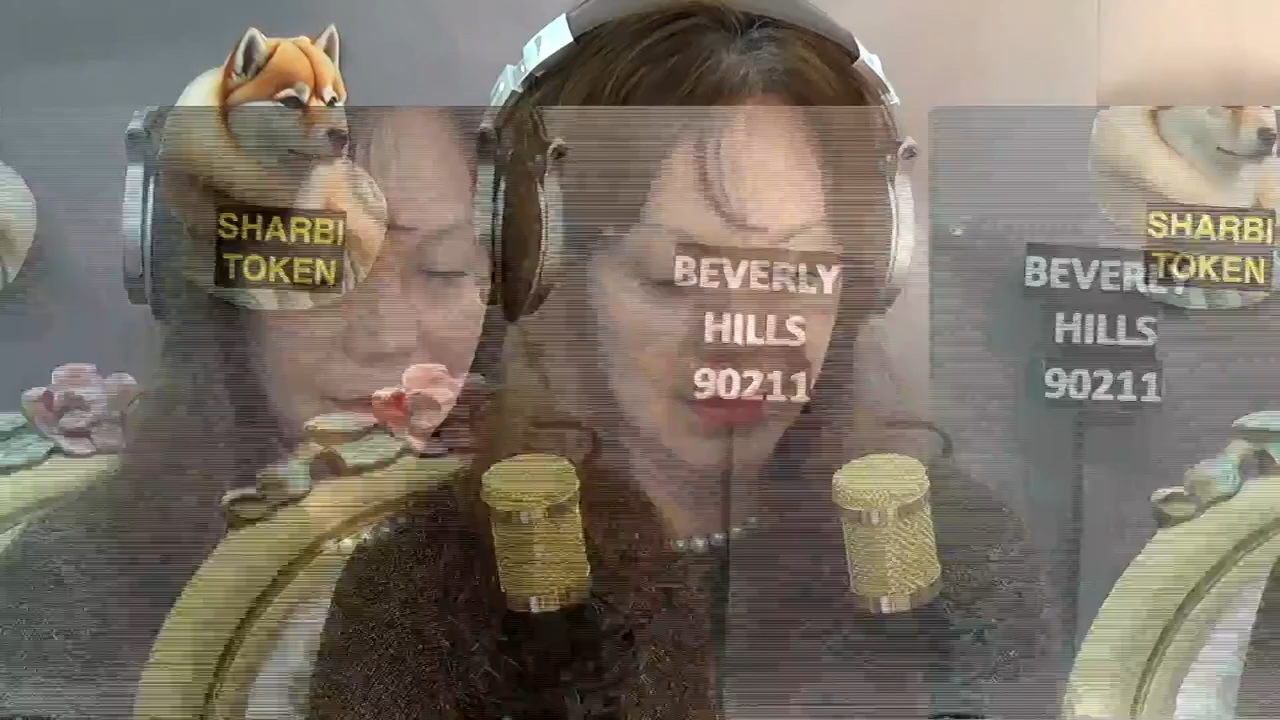 SHARBI
TOKEN
BEVERLY
HILLS
90211
BEVERLY
HILLS
90211
SHARBI
TOKEN